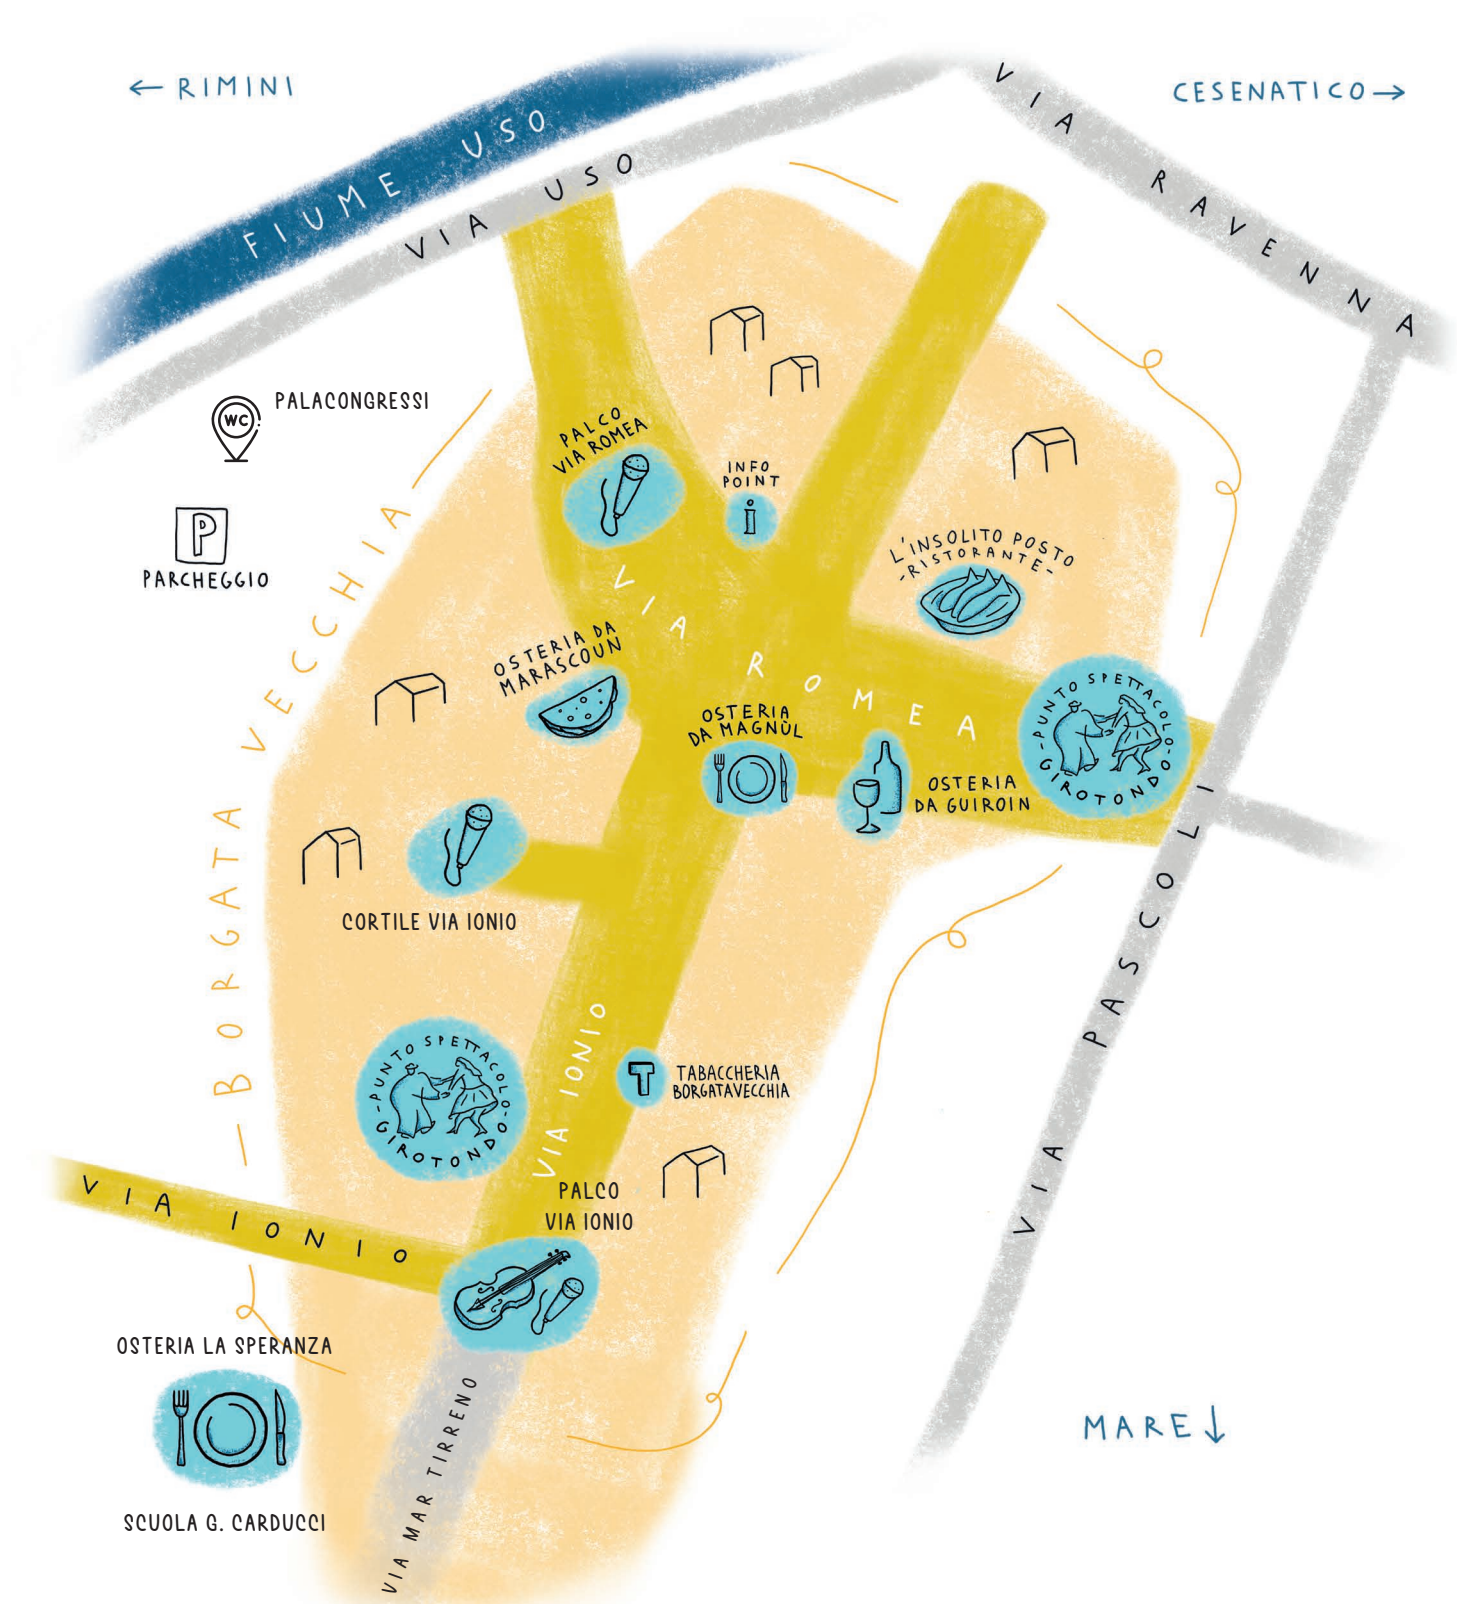 ← RIMINI
CESENATICO →
FIUME USO
VIA USO
VIA RAVENNA
WC
PALACONGRESSI
P
PARCHEGGIO
BORGATA VECCHIA
PALCO
VIA ROMEA
INFO
POINT
i
L'INSOLITO POSTO
-RISTORANTE-
VIA ROMEA
OSTERIA DA
MARASCOUN
OSTERIA
DA MAGNÙL
OSTERIA
DA GUIROIN
-PUNTO SPETTACOLO-
GIROTONDO
CORTILE VIA IONIO
VIA PASCOLI
-PUNTO SPETTACOLO-
GIROTONDO
VIA IONIO
T
TABACCHERIA
BORGATAVECCHIA
PALCO
VIA IONIO
VIA IONIO
OSTERIA LA SPERANZA
SCUOLA G. CARDUCCI
VIA MAR TIRRENO
MARE ↓